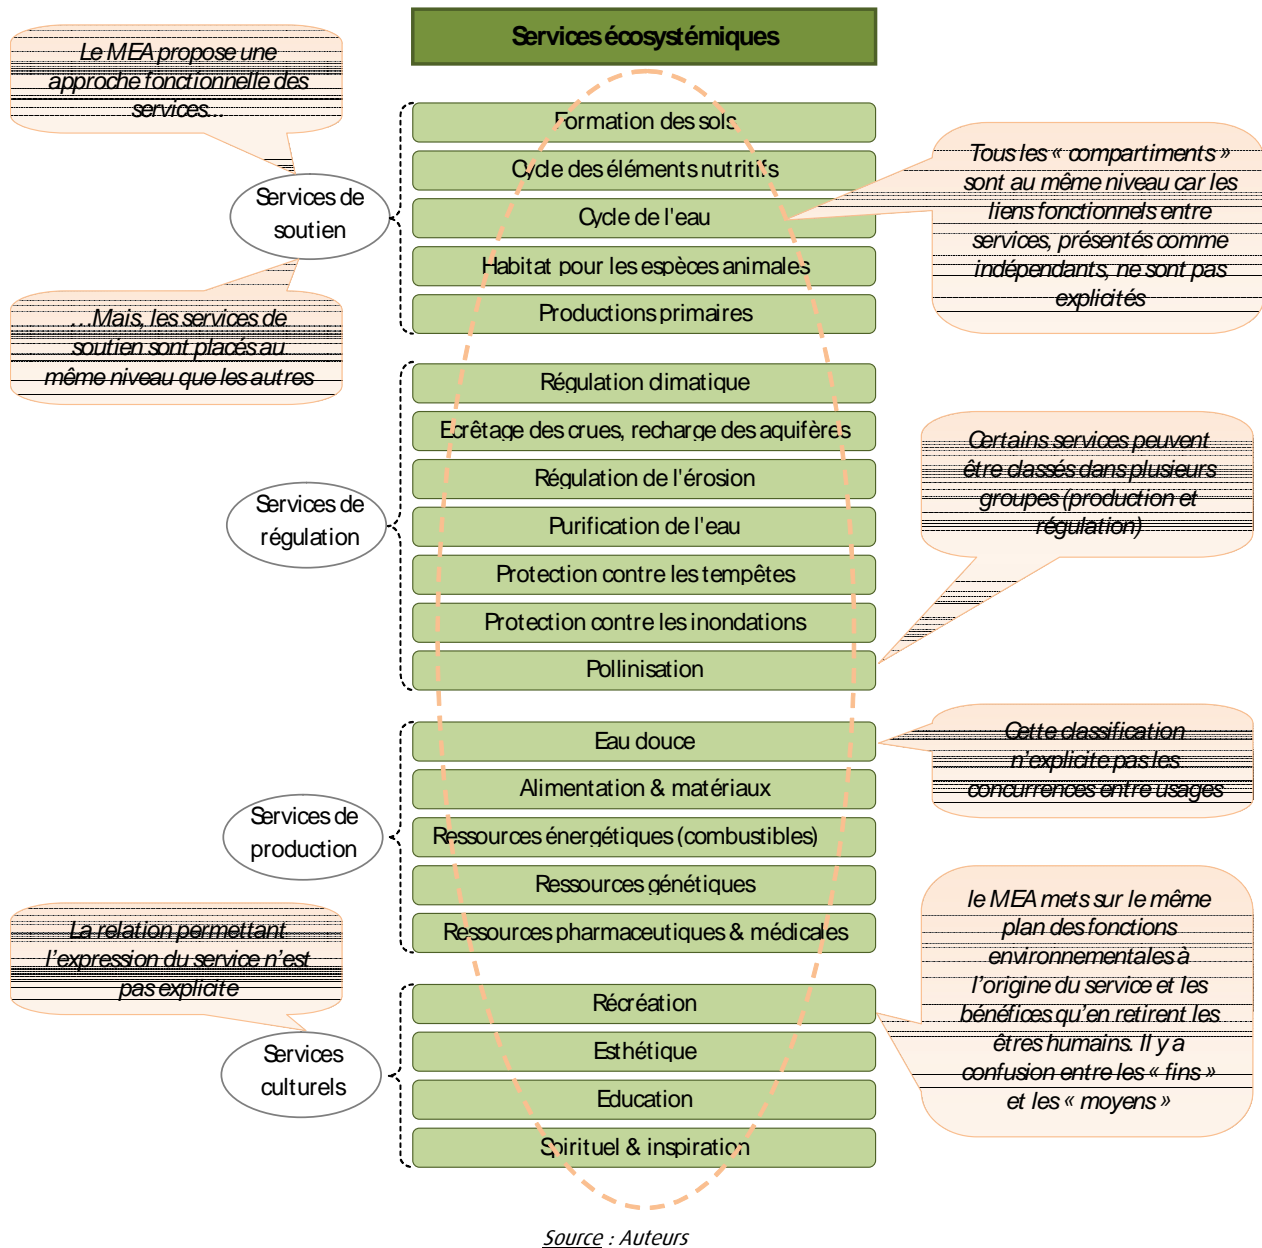 Services écosystémiques
Le MEA propose une
approche fonctionnelle des
services...
Services de
soutien
...Mais, les services de
soutien sont placés au
même niveau que les autres
Formation des sols
Cycle des éléments nutritifs
Cycle de l'eau
Habitat pour les espèces animales
Productions primaires
Tous les « compartiments »
sont au même niveau car les
liens fonctionnels entre
services, présentés comme
indépendants, ne sont pas
explicités
Services de
régulation
Régulation climatique
Ecrêtage des crues, recharge des aquifères
Régulation de l'érosion
Purification de l'eau
Protection contre les tempêtes
Protection contre les inondations
Pollinisation
Certains services peuvent
être classés dans plusieurs
groupes (production et
régulation)
Services de
production
Eau douce
Alimentation & matériaux
Ressources énergétiques (combustibles)
Ressources génétiques
Ressources pharmaceutiques & médicales
Cette classification
n’explicite pas les
concurrences entre usages
La relation permettant
l’expression du service n’est
pas explicite
Services
culturels
Récréation
Esthétique
Education
Spirituel & inspiration
le MEA mets sur le même
plan des fonctions
environnementales à
l’origine du service et les
bénéfices qu’en retirent les
êtres humains. Il y a
confusion entre les « fins »
et les « moyens »
Source : Auteurs